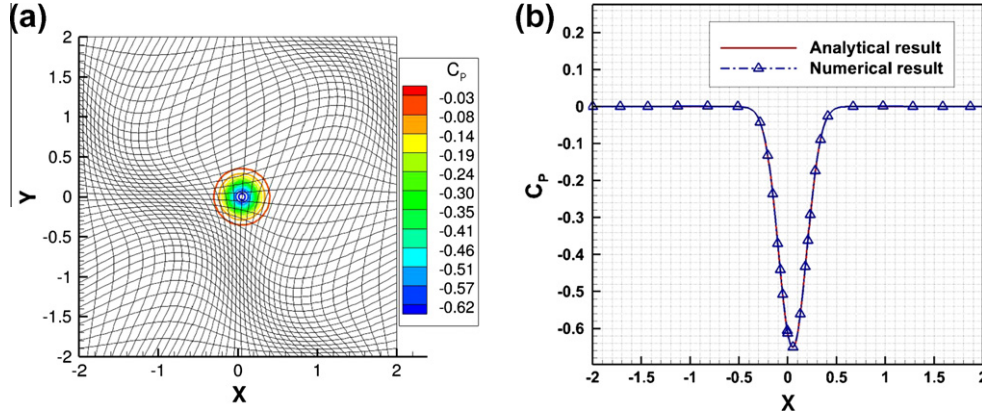 (a)
2
1.5
1
0.5
0
-0.5
-1
-1.5
-2
Y
-2 -1 0 1 2
X
C_P
-0.03
-0.08
-0.14
-0.19
-0.24
-0.30
-0.35
-0.41
-0.46
-0.51
-0.57
-0.62
(b)
0.2
0.1
0
-0.1
-0.2
-0.3
-0.4
-0.5
-0.6
C_P
Analytical result
Numerical result
-2 -1.5 -1 -0.5 0 0.5 1 1.5 2
X